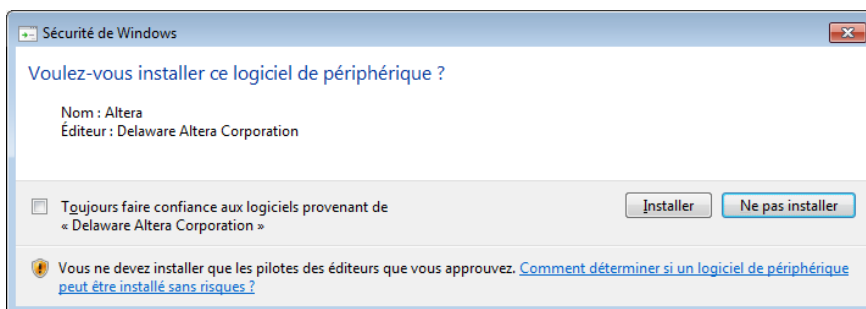 Sécurité de Windows
Voulez-vous installer ce logiciel de périphérique ?
Nom : Altera
Éditeur : Delaware Altera Corporation
Toujours faire confiance aux logiciels provenant de
« Delaware Altera Corporation »
Installer
Ne pas installer
Vous ne devez installer que les pilotes des éditeurs que vous approuvez. Comment déterminer si un logiciel de périphérique
peut être installé sans risques ?